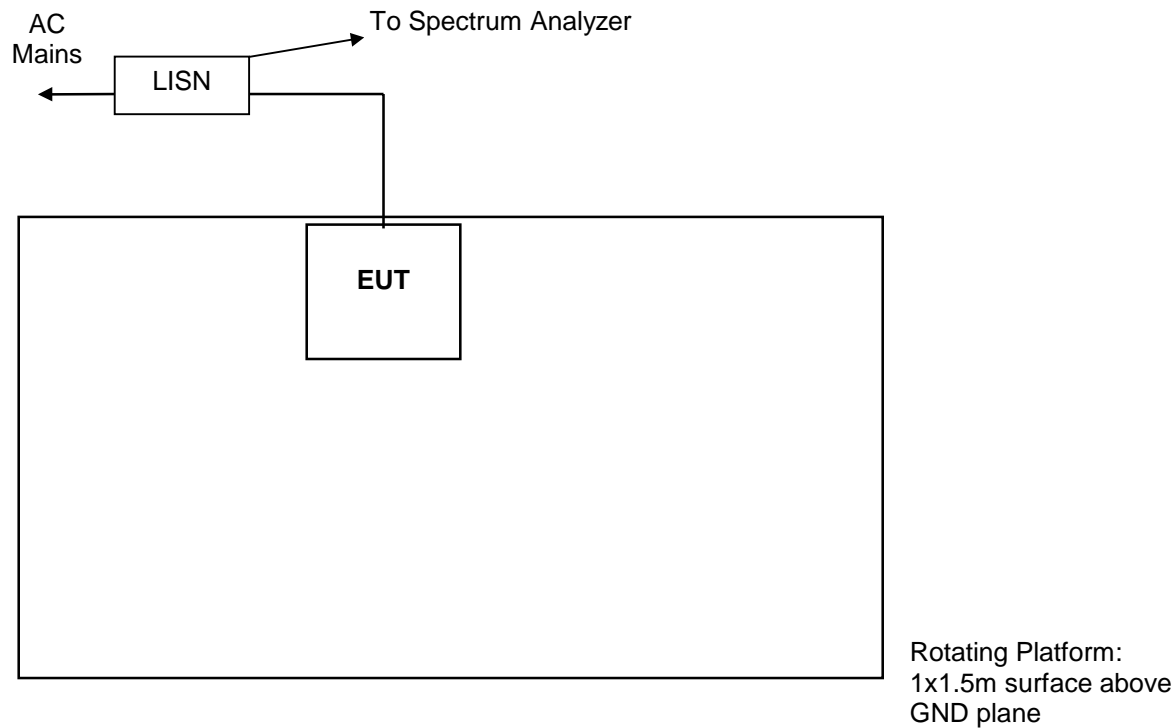 AC
Mains
To Spectrum Analyzer
LISN
EUT
Rotating Platform:
1x1.5m surface above
GND plane